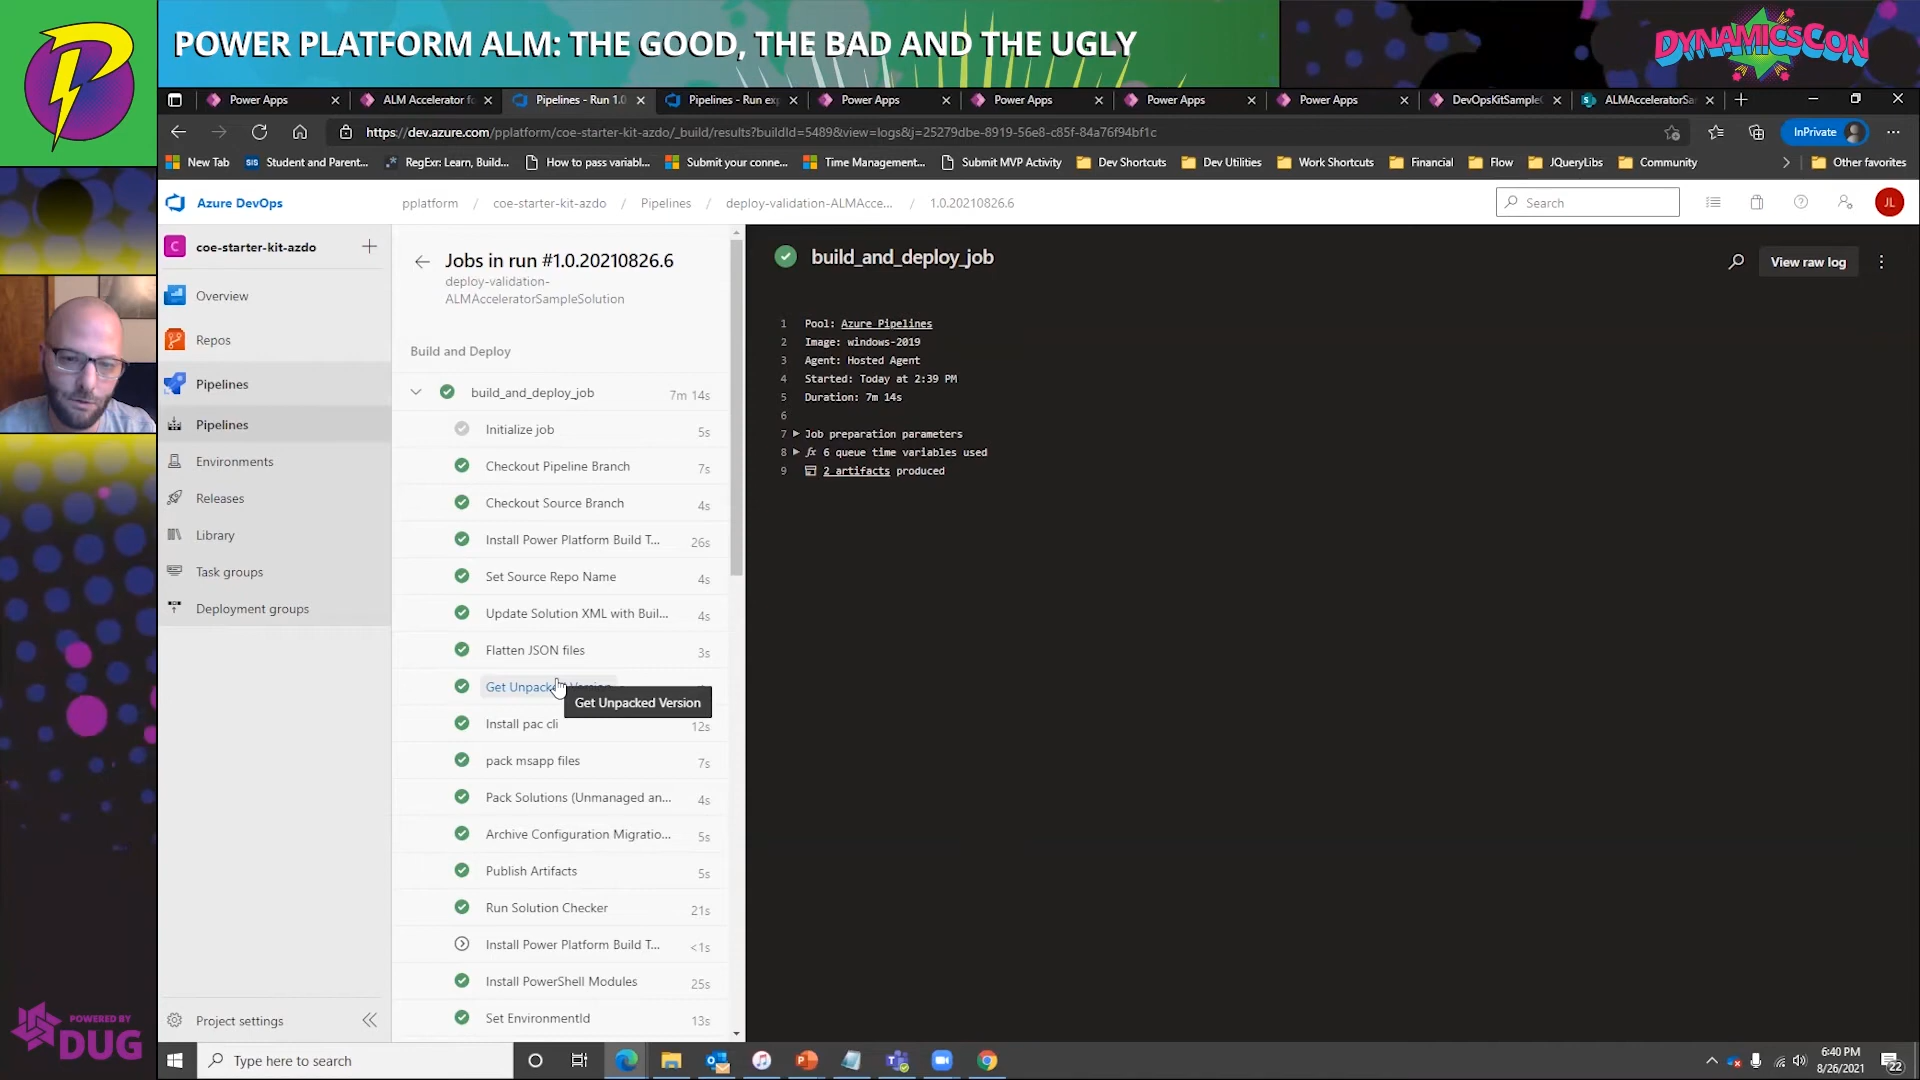 POWER PLATFORM ALM: THE GOOD, THE BAD AND THE UGLY
DYNAMICSCON
Power Apps
ALM Accelerator fo
Pipelines - Run 1.0
Pipelines - Run exp
Power Apps
Power Apps
Power Apps
Power Apps
DevOpsKitSample
ALMAcceleratorSa
https://dev.azure.com/pplatform/coe-starter-kit-azdo/_build/results?buildId=5489&view=logs&j=25279dbe-8919-56e8-c85f-84a76f94bf1c
InPrivate
New Tab
SIS
Student and Parent...
RegExr: Learn, Build...
How to pass variabl...
Submit your conne...
Time Management...
Submit MVP Activity
Dev Shortcuts
Dev Utilities
Work Shortcuts
Financial
Flow
JQueryLibs
Community
Other favorites
Azure DevOps
pplatform / coe-starter-kit-azdo / Pipelines / deploy-validation-ALMAcce... / 1.0.20210826.6
Search
JL
C coe-starter-kit-azdo
Overview
Repos
Pipelines
Pipelines
Environments
Releases
Library
Task groups
Deployment groups
Project settings
Jobs in run #1.0.20210826.6
deploy-validation-
ALMAcceleratorSampleSolution
Build and Deploy
build_and_deploy_job 7m 14s
Initialize job 5s
Checkout Pipeline Branch 7s
Checkout Source Branch 4s
Install Power Platform Build T... 26s
Set Source Repo Name 4s
Update Solution XML with Buil... 4s
Flatten JSON files 3s
Get Unpacked Version
Get Unpacked Version
Install pac cli 12s
pack msapp files 7s
Pack Solutions (Unmanaged an... 4s
Archive Configuration Migratio... 5s
Publish Artifacts 5s
Run Solution Checker 21s
Install Power Platform Build T... <1s
Install PowerShell Modules 25s
Set EnvironmentId 13s
build_and_deploy_job
View raw log
1 Pool: Azure Pipelines
2 Image: windows-2019
3 Agent: Hosted Agent
4 Started: Today at 2:39 PM
5 Duration: 7m 14s
6
7 Job preparation parameters
8 fx 6 queue time variables used
9 2 artifacts produced
POWERED BY
DUG
Type here to search
6:40 PM
8/26/2021
22